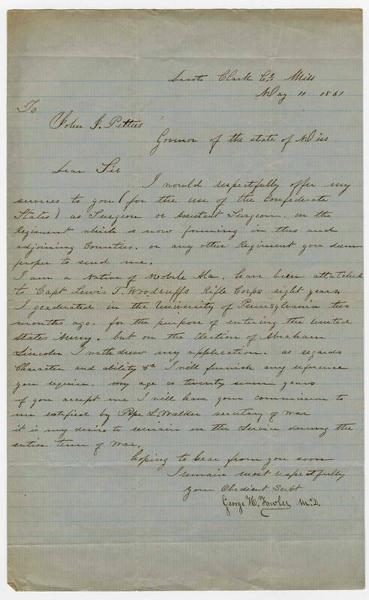 Clark Co Miss
May 11 1861
To
John J. Pettus
Govnor of the state of Miss
Dear Sir
I would respectfully offer my
services to you (for the use of the Confederate
States) as Surgeon or Assistant Surgeon in the
Regiment which is now forming in this and
adjoining Counties. or any other Regiment you deem
proper to send me.
I am a Native of Mobile Ala. have been attatched
to Capt Lewis T. Woodruffs Rifle Corps eight years
I graduated in the University of Pennsylvania two
months ago. for the purpose of entering the United
States Army. but on the Election of Abraham
Lincoln I withdrew my application. as regards
Character and ability &c I will furnish any referrence
you require. my age is twenty seven years
if you accept me I will have your commission to
me ratified by Pope L. Walker secretary of war
it is my desire to remain in the Service during the
entire time of War.
hoping to hear from you soon
I remain most respectfully
your Obedient Servt
George H. Fowler M.D.